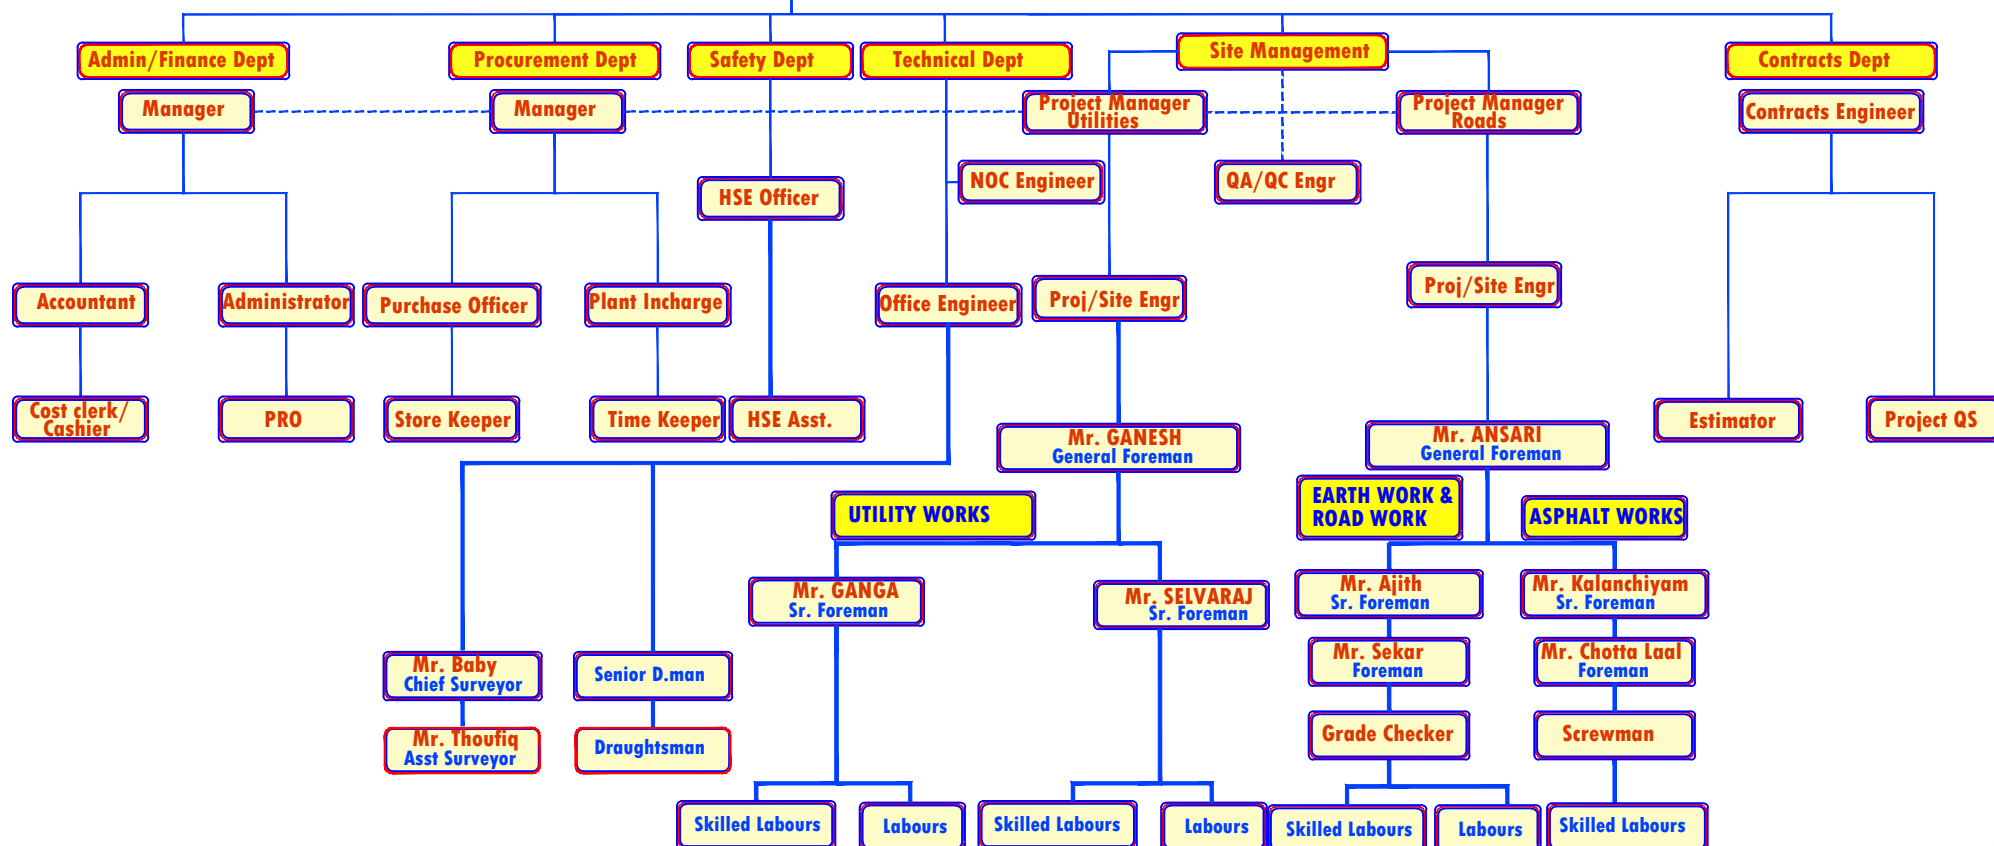 Admin/Finance Dept
Procurement Dept
Safety Dept
Technical Dept
Site Management
Contracts Dept
Manager
Manager
Project Manager
Utilities
Project Manager
Roads
Contracts Engineer
HSE Officer
NOC Engineer
QA/QC Engr
Accountant
Administrator
Purchase Officer
Plant Incharge
Office Engineer
Proj/Site Engr
Proj/Site Engr
Cost clerk/
Cashier
PRO
Store Keeper
Time Keeper
HSE Asst.
Estimator
Project QS
Mr. GANESH
General Foreman
Mr. ANSARI
General Foreman
UTILITY WORKS
EARTH WORK &
ROAD WORK
ASPHALT WORKS
Mr. GANGA
Sr. Foreman
Mr. SELVARAJ
Sr. Foreman
Mr. Ajith
Sr. Foreman
Mr. Kalanchiyam
Sr. Foreman
Mr. Baby
Chief Surveyor
Senior D.man
Mr. Sekar
Foreman
Mr. Chotta Laal
Foreman
Mr. Thoufiq
Asst Surveyor
Draughtsman
Grade Checker
Screwman
Skilled Labours
Labours
Skilled Labours
Labours
Skilled Labours
Labours
Skilled Labours